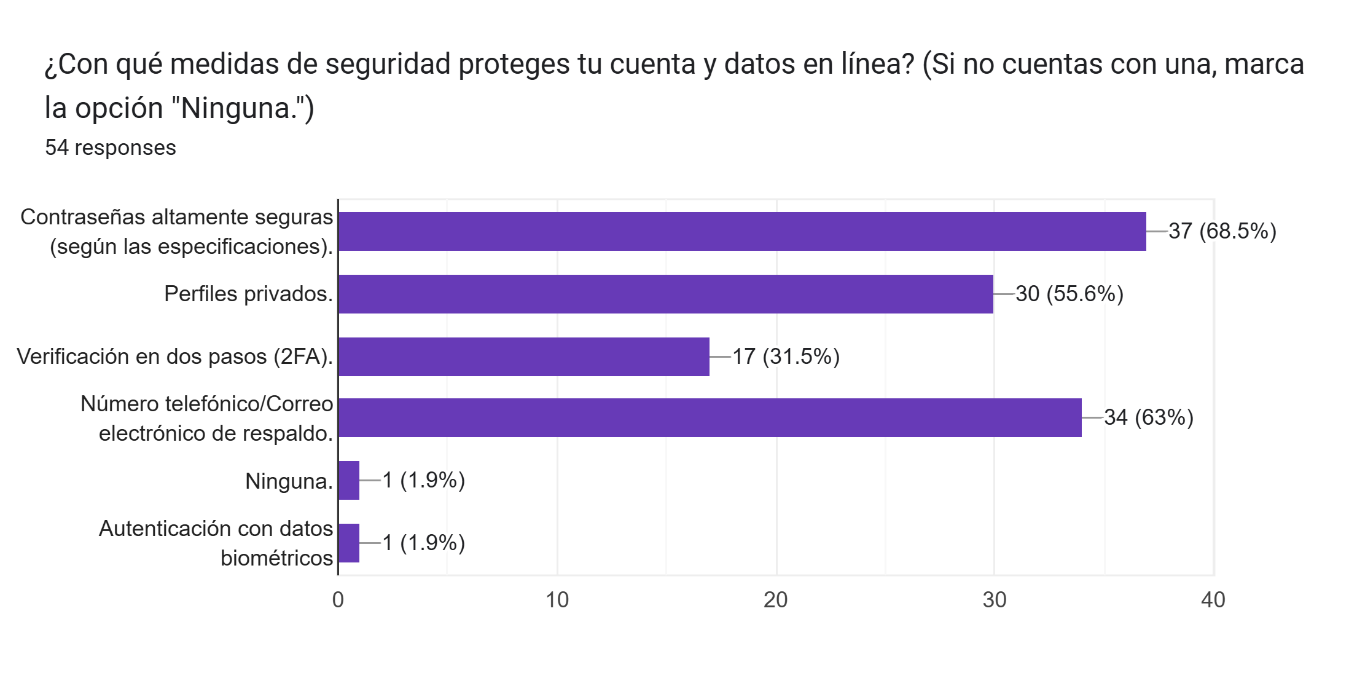 ¿Con qué medidas de seguridad proteges tu cuenta y datos en línea? (Si no cuentas con una, marca
la opción "Ninguna.")
54 responses
Contraseñas altamente seguras
(según las especificaciones).
37 (68.5%)
Perfiles privados.
30 (55.6%)
Verificación en dos pasos (2FA).
17 (31.5%)
Número telefónico/Correo
electrónico de respaldo.
34 (63%)
Ninguna.
1 (1.9%)
Autenticación con datos
biométricos
1 (1.9%)
0
10
20
30
40